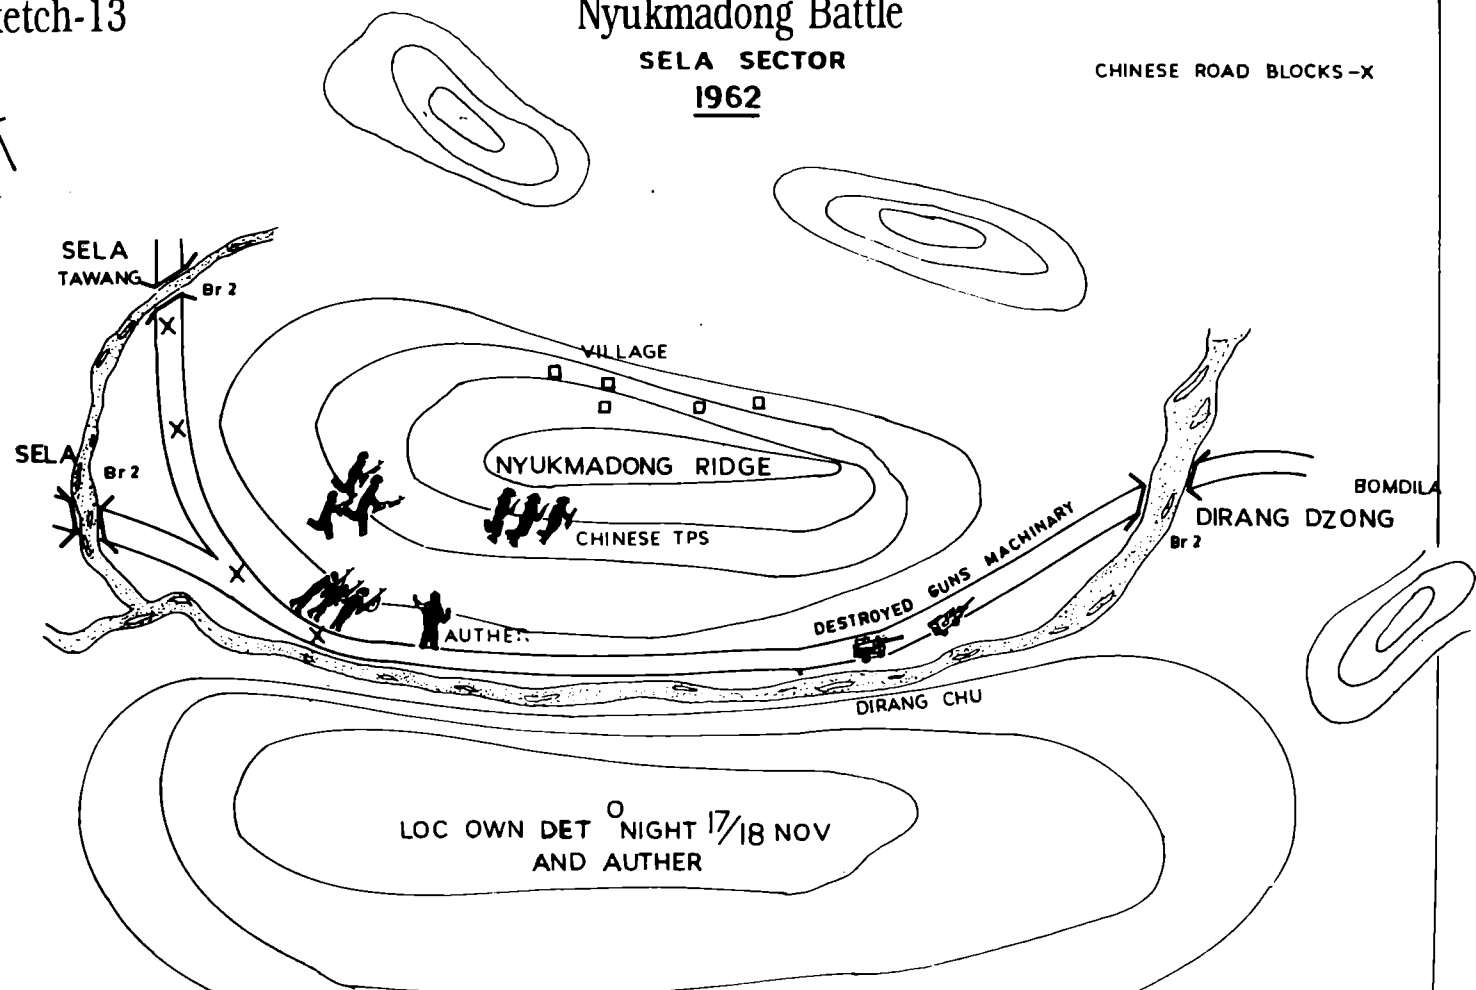 etch-13
Nyukmadong Battle
SELA SECTOR
1962
CHINESE ROAD BLOCKS-X
SELA
TAWANG
Br 2
X
X
VILLAGE
SELA
Br 2
NYUKMADONG RIDGE
BOMDILA
DIRANG DZONG
Br 2
CHINESE TPS
X
DESTROYED GUNS MACHINARY
X
AUTHER
DIRANG CHU
LOC OWN DET O NIGHT 17/18 NOV
AND AUTHER